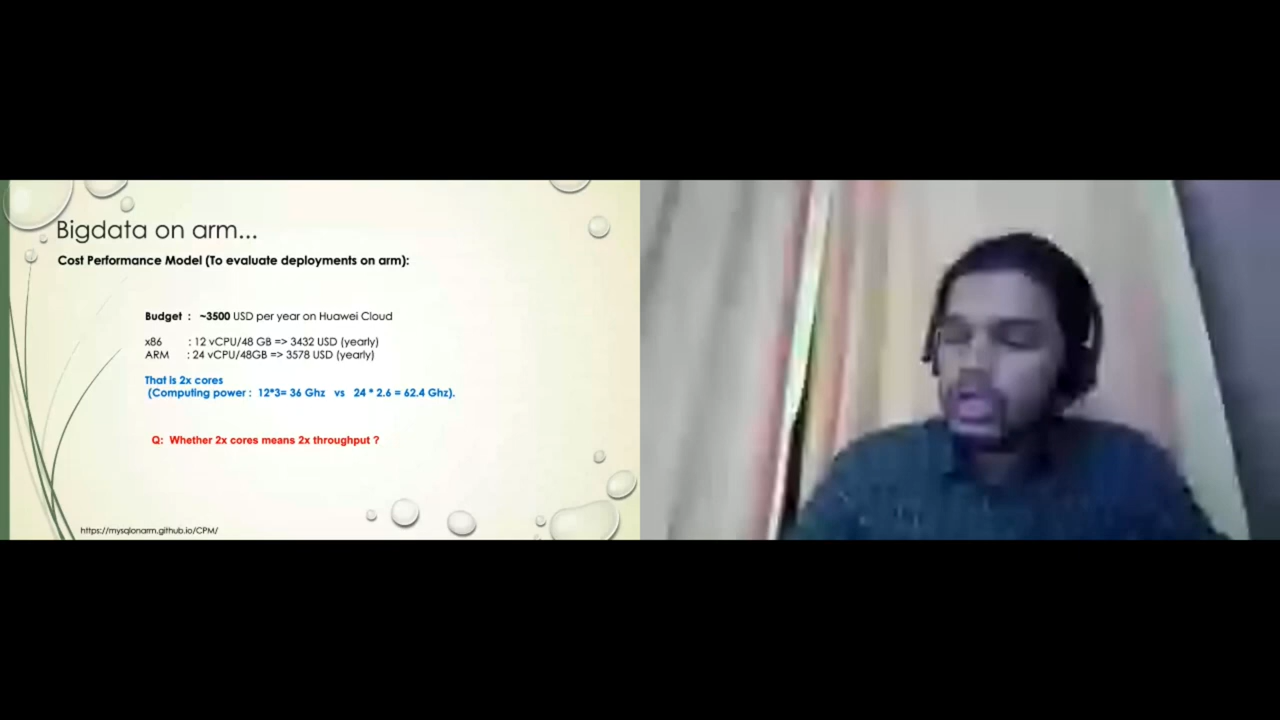 Bigdata on arm...
Cost Performance Model (To evaluate deployments on arm):
Budget : ~3500 USD per year on Huawei Cloud
x86 : 12 vCPU/48 GB => 3432 USD (yearly)
ARM : 24 vCPU/48GB => 3578 USD (yearly)
That is 2x cores
(Computing power : 12*3= 36 Ghz vs 24 * 2.6 = 62.4 Ghz).
Q: Whether 2x cores means 2x throughput ?
https://mysqlonarm.github.io/CPM/